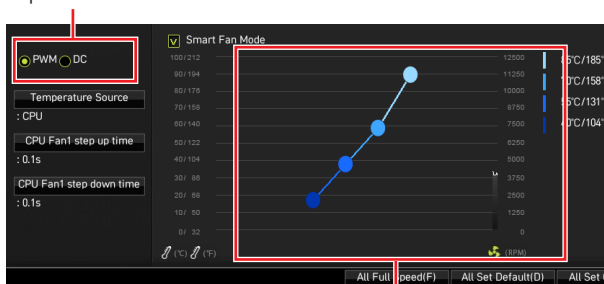 Smart Fan Mode
PWM DC
Temperature Source
: CPU
CPU Fan1 step up time
: 0.1s
CPU Fan1 step down time
: 0.1s
100/212 12500
90/194 11250
80/176 10000
70/158 8750
60/140 7500
50/122 6250
40/104 5000
30/ 86 3750
20/ 68 2500
10/ 50 1250
0/ 32 0
(℃) (℉) (RPM)
℃/185°
℃/158°
℃/131°
℃/104°
All Full Speed(F) All Set Default(D) All Set